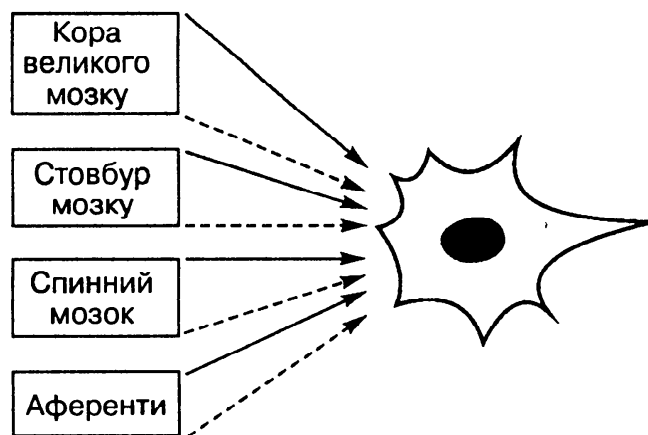 Кора
великого
мозку
Стовбур
мозку
Спинний
мозок
Аференти